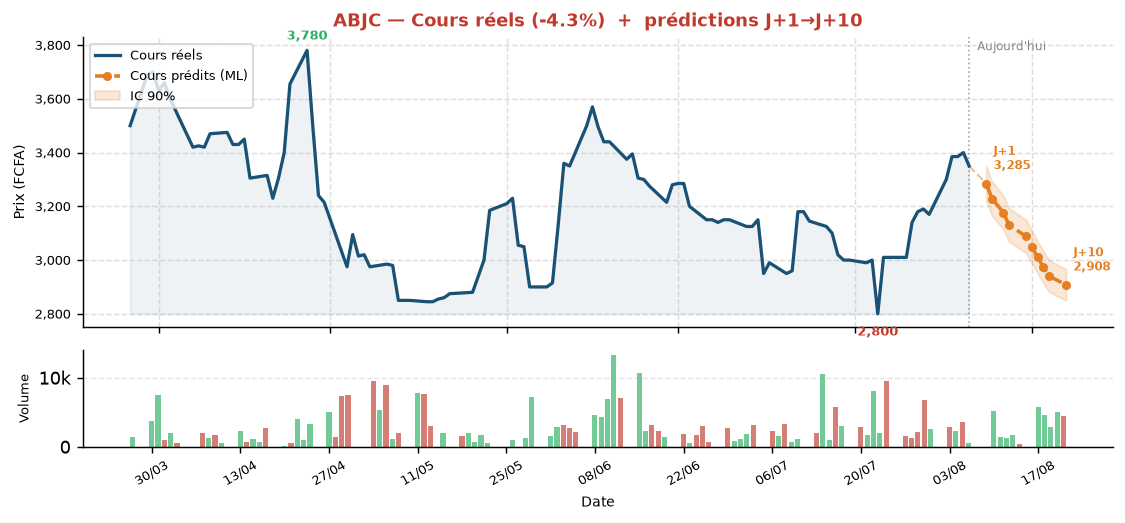 ABJC — Cours réels (-4.3%)  +  prédictions J+1→J+10
3,780
Aujourd'hui
Cours réels
Cours prédits (ML)
IC 90%
Prix (FCFA)
3,800
3,600
3,400
3,200
3,000
2,800
J+1
3,285
J+10
2,908
2,800
Volume
10k
0
30/03
13/04
27/04
11/05
25/05
08/06
22/06
06/07
20/07
03/08
17/08
Date